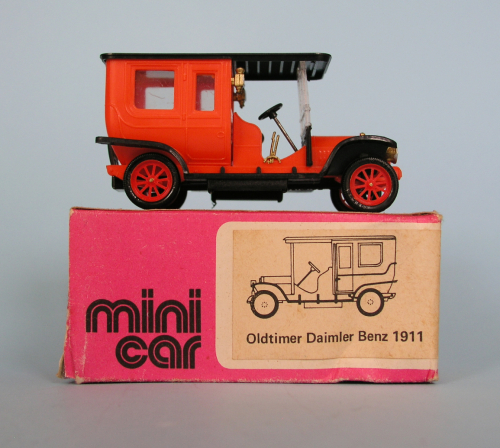 mini
car
Oldtimer Daimler Benz 1911